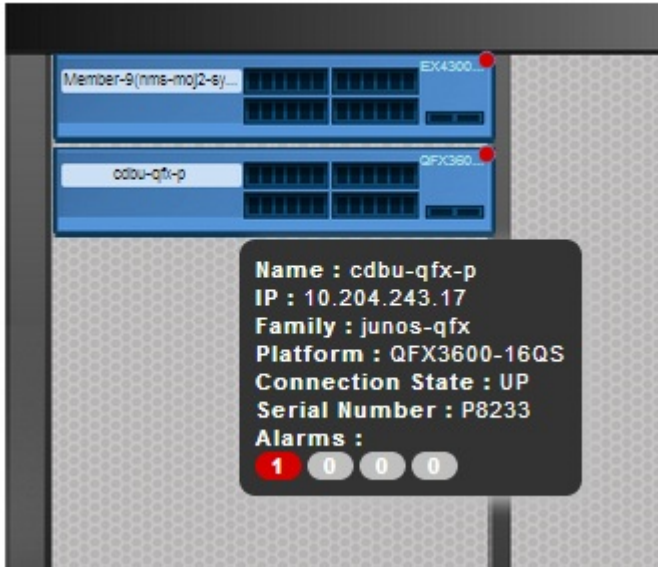 EX4300...
Member-9(nms-moj2-sy...
QFX360...
cdbu-qfx-p
Name : cdbu-qfx-p
IP : 10.204.243.17
Family : junos-qfx
Platform : QFX3600-16QS
Connection State : UP
Serial Number : P8233
Alarms :
1 0 0 0